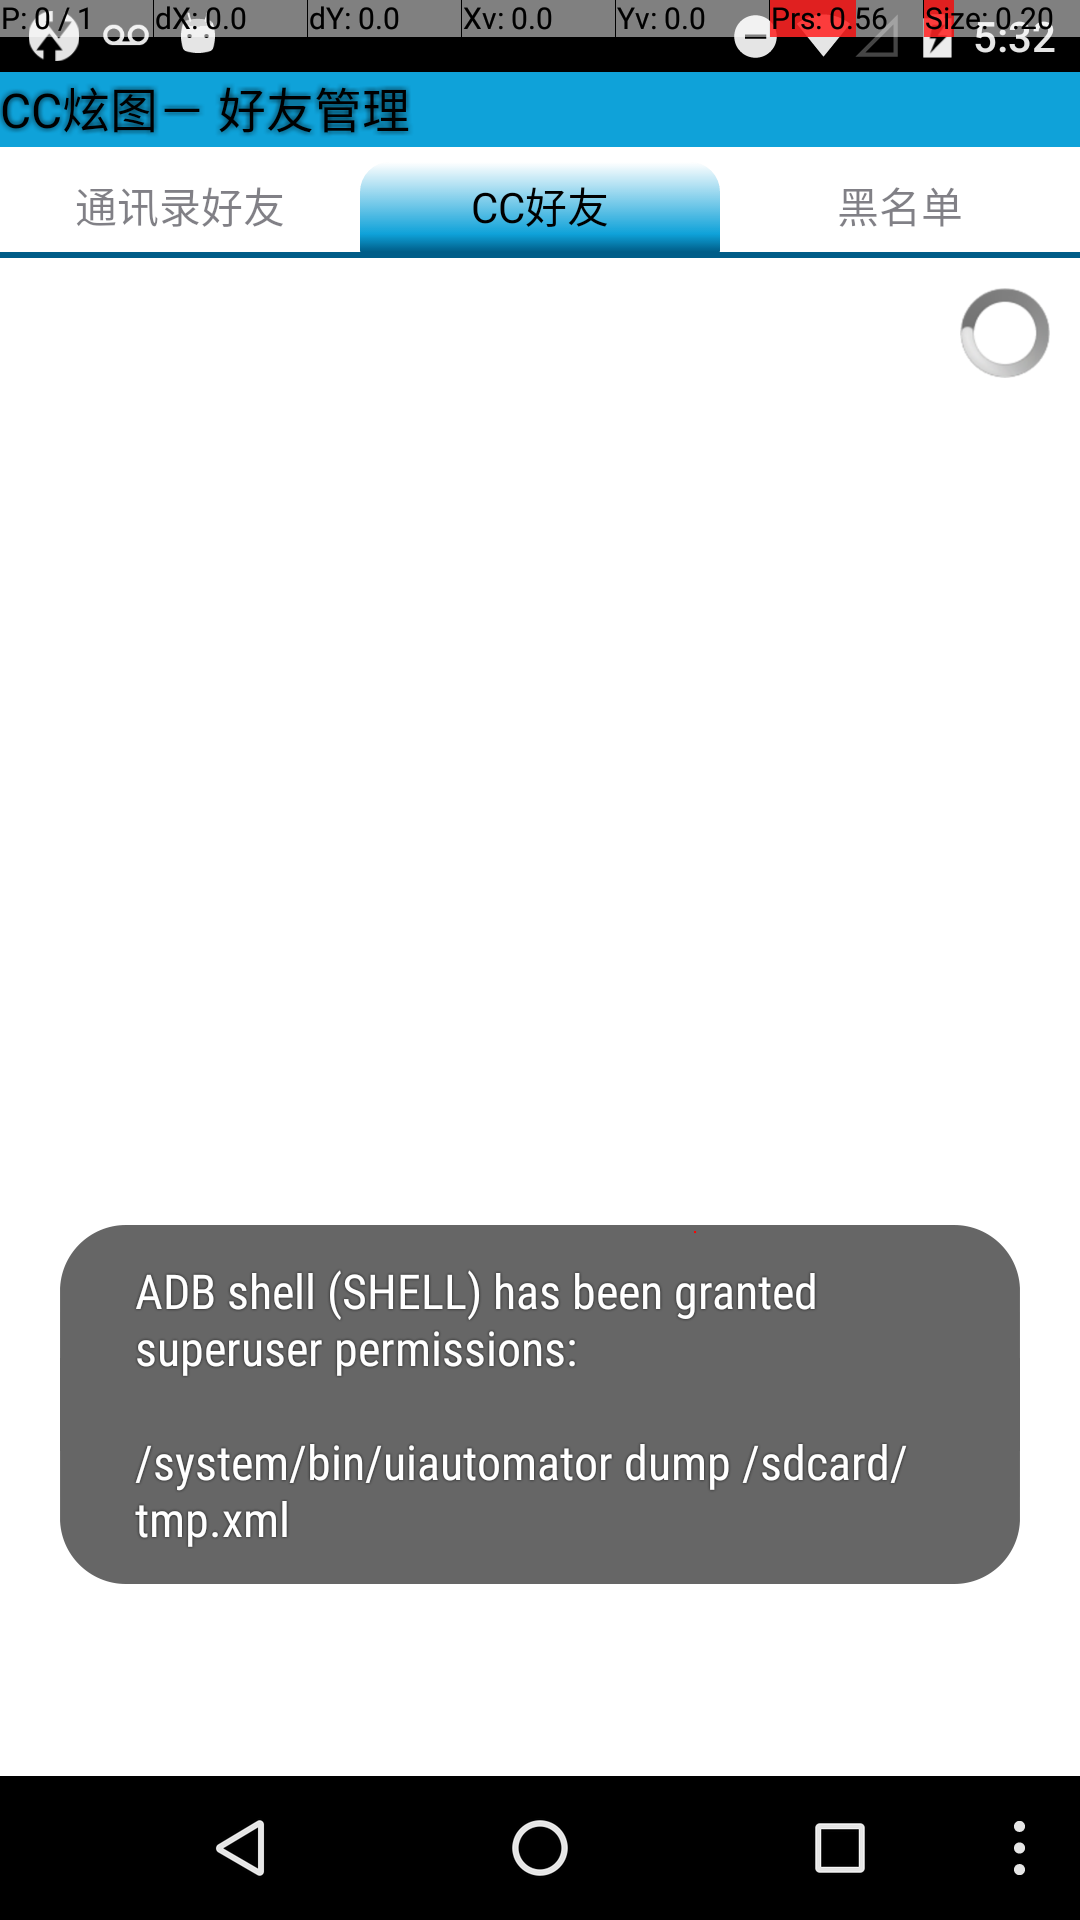 P: 0 / 1 dX: 0.0 dY: 0.0 Xv: 0.0 Yv: 0.0 Prs: 0.56 Size: 0.20
5:32
CC炫图－ 好友管理
通讯录好友 CC好友 黑名单
ADB shell (SHELL) has been granted
superuser permissions:
/system/bin/uiautomator dump /sdcard/
tmp.xml